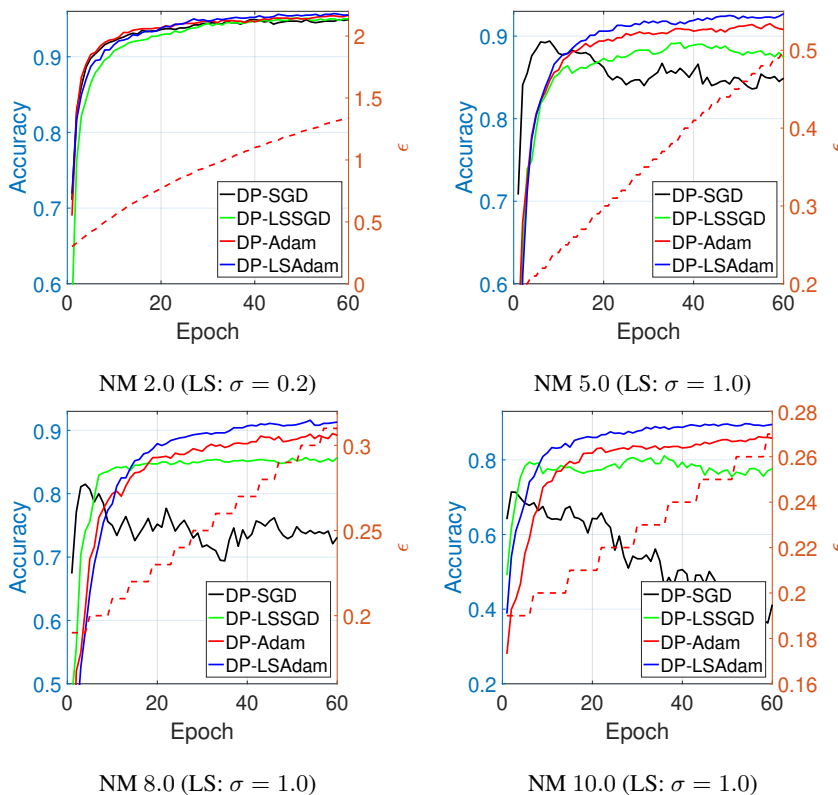 0.9
0.8
0.7
0.6
Accuracy
2
1.5
1
0.5
0
ϵ
DP-SGD
DP-LSSGD
DP-Adam
DP-LSAdam
0 20 40 60
Epoch
NM 2.0 (LS: σ = 0.2)
0.9
0.8
0.7
0.6
Accuracy
0.5
0.4
0.3
0.2
ϵ
DP-SGD
DP-LSSGD
DP-Adam
DP-LSAdam
0 20 40 60
Epoch
NM 5.0 (LS: σ = 1.0)
0.9
0.8
0.7
0.6
0.5
Accuracy
0.3
0.25
0.2
ϵ
DP-SGD
DP-LSSGD
DP-Adam
DP-LSAdam
0 20 40 60
Epoch
NM 8.0 (LS: σ = 1.0)
0.8
0.6
0.4
0.2
Accuracy
0.28
0.26
0.24
0.22
0.2
0.18
0.16
ϵ
DP-SGD
DP-LSSGD
DP-Adam
DP-LSAdam
0 20 40 60
Epoch
NM 10.0 (LS: σ = 1.0)